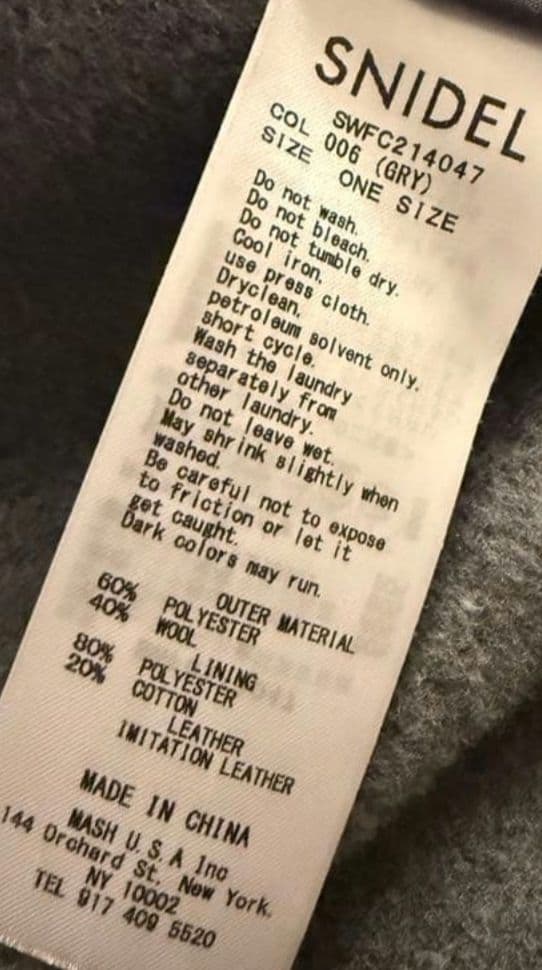 SNIDEL
SWFC214047
COL 006 (GRY)
SIZE ONE SIZE
Do not wash.
Do not bleach.
Do not tumble dry.
Cool iron.
use press cloth.
Dryclean.
petroleum solvent only.
short cycle.
Wash the laundry
separately from
other laundry.
Do not leave wet.
May shrink slightly when
washed.
Be careful not to expose
to friction or let it
get caught.
Dark colors may run.
OUTER MATERIAL
60% POLYESTER
40% WOOL
LINING
80% POLYESTER
20% COTTON
LEATHER
IMITATION LEATHER
MADE IN CHINA
MASH U.S.A Inc
144 Orchard St, New York,
NY 10002
TEL 917 409 5520